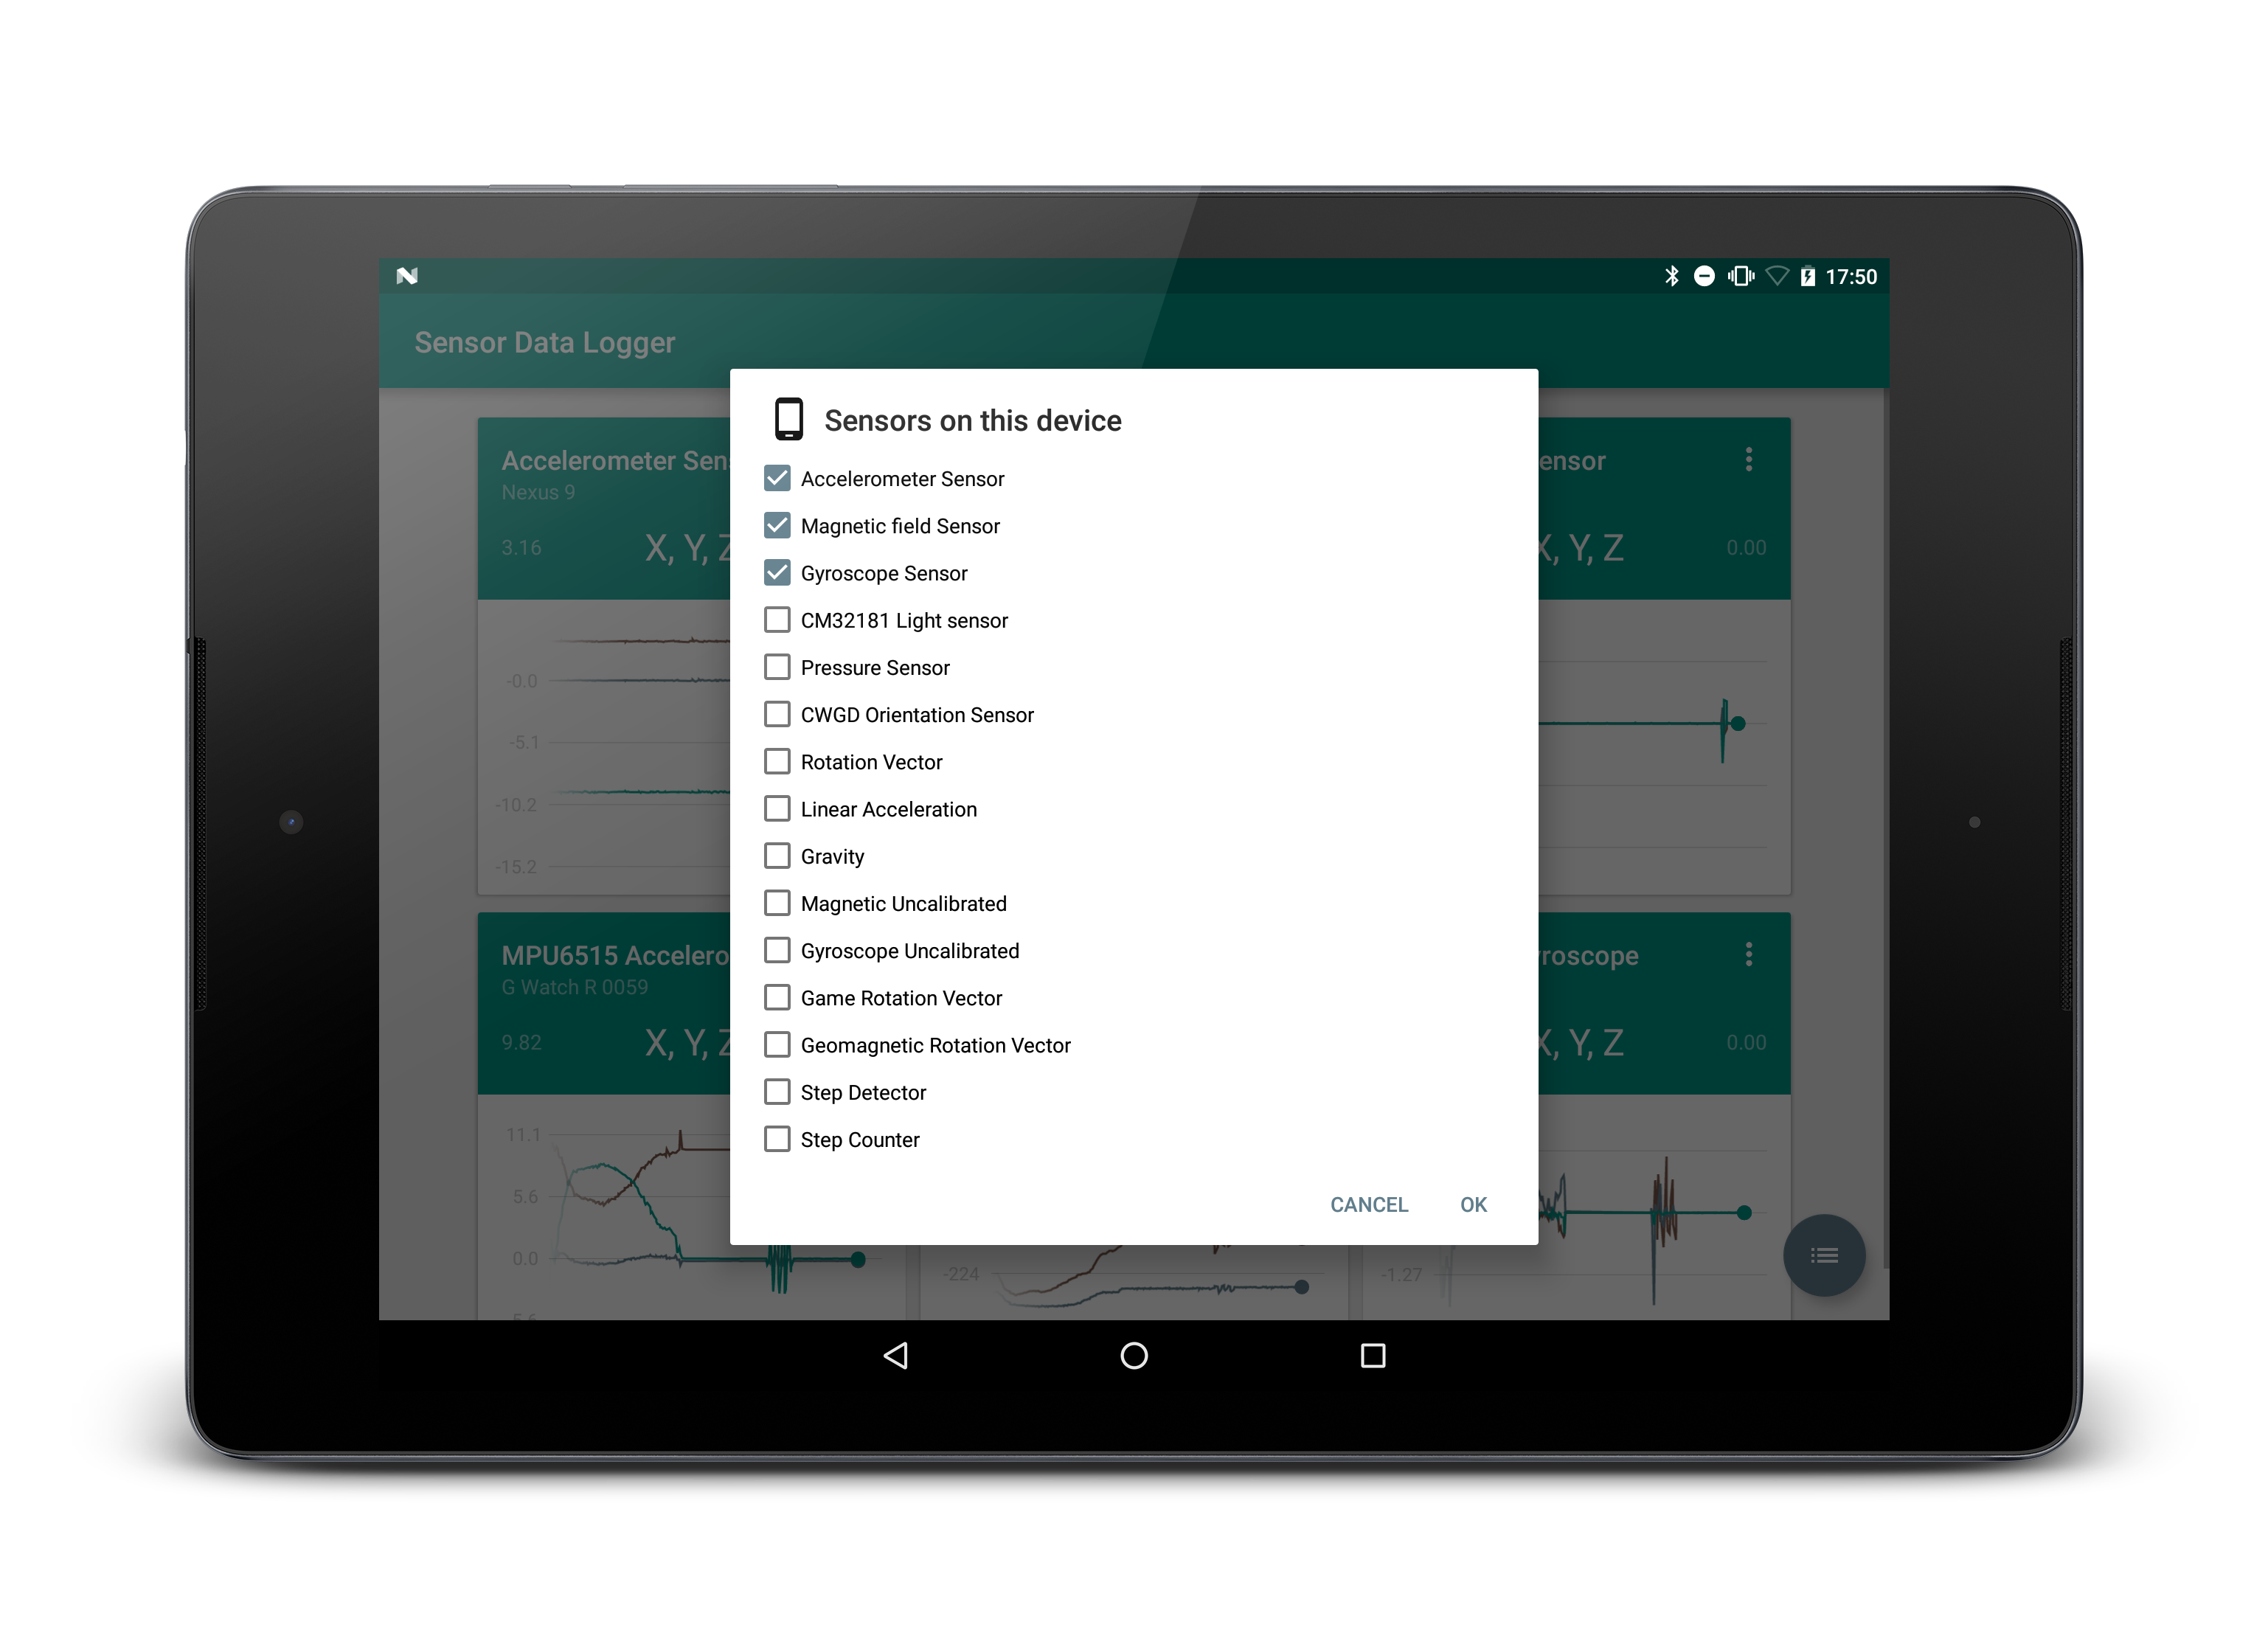 17:50
Sensor Data Logger
Sensors on this device
Accelerometer Sensor
Magnetic field Sensor
Gyroscope Sensor
CM32181 Light sensor
Pressure Sensor
CWGD Orientation Sensor
Rotation Vector
Linear Acceleration
Gravity
Magnetic Uncalibrated
Gyroscope Uncalibrated
Game Rotation Vector
Geomagnetic Rotation Vector
Step Detector
Step Counter
CANCEL OK
Accelerometer Sen
Nexus 9
3.16 X, Y, Z
-0.0
-5.1
-10.2
-15.2
ensor
X, Y, Z 0.00
MPU6515 Accelero
G Watch R 0059
9.82 X, Y, Z
11.1
5.6
0.0
-224
roscope
X, Y, Z 0.00
-1.27